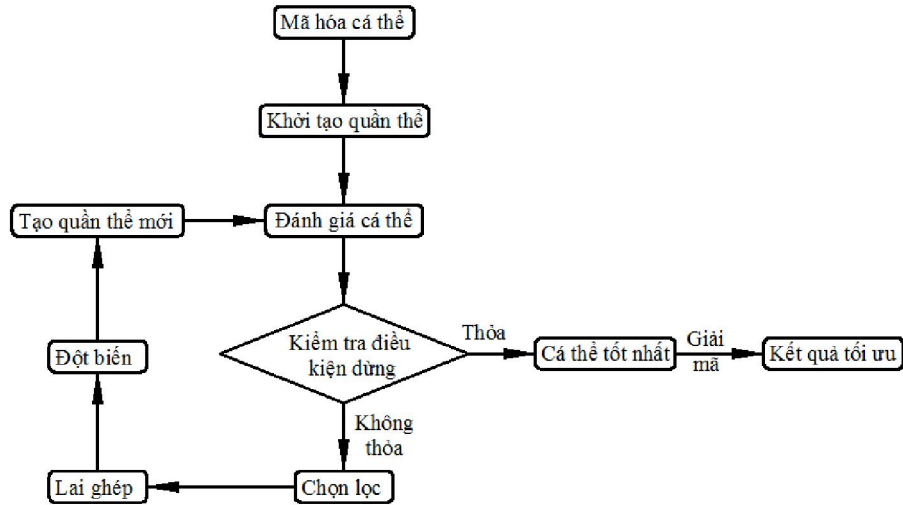 Mã hóa cá thể
Khởi tạo quần thể
Tạo quần thể mới
Đánh giá cá thể
Kiểm tra điều
kiện dừng
Thỏa
Cá thể tốt nhất
Giải
mã
Kết quả tối ưu
Đột biến
Không
thỏa
Lai ghép
Chọn lọc